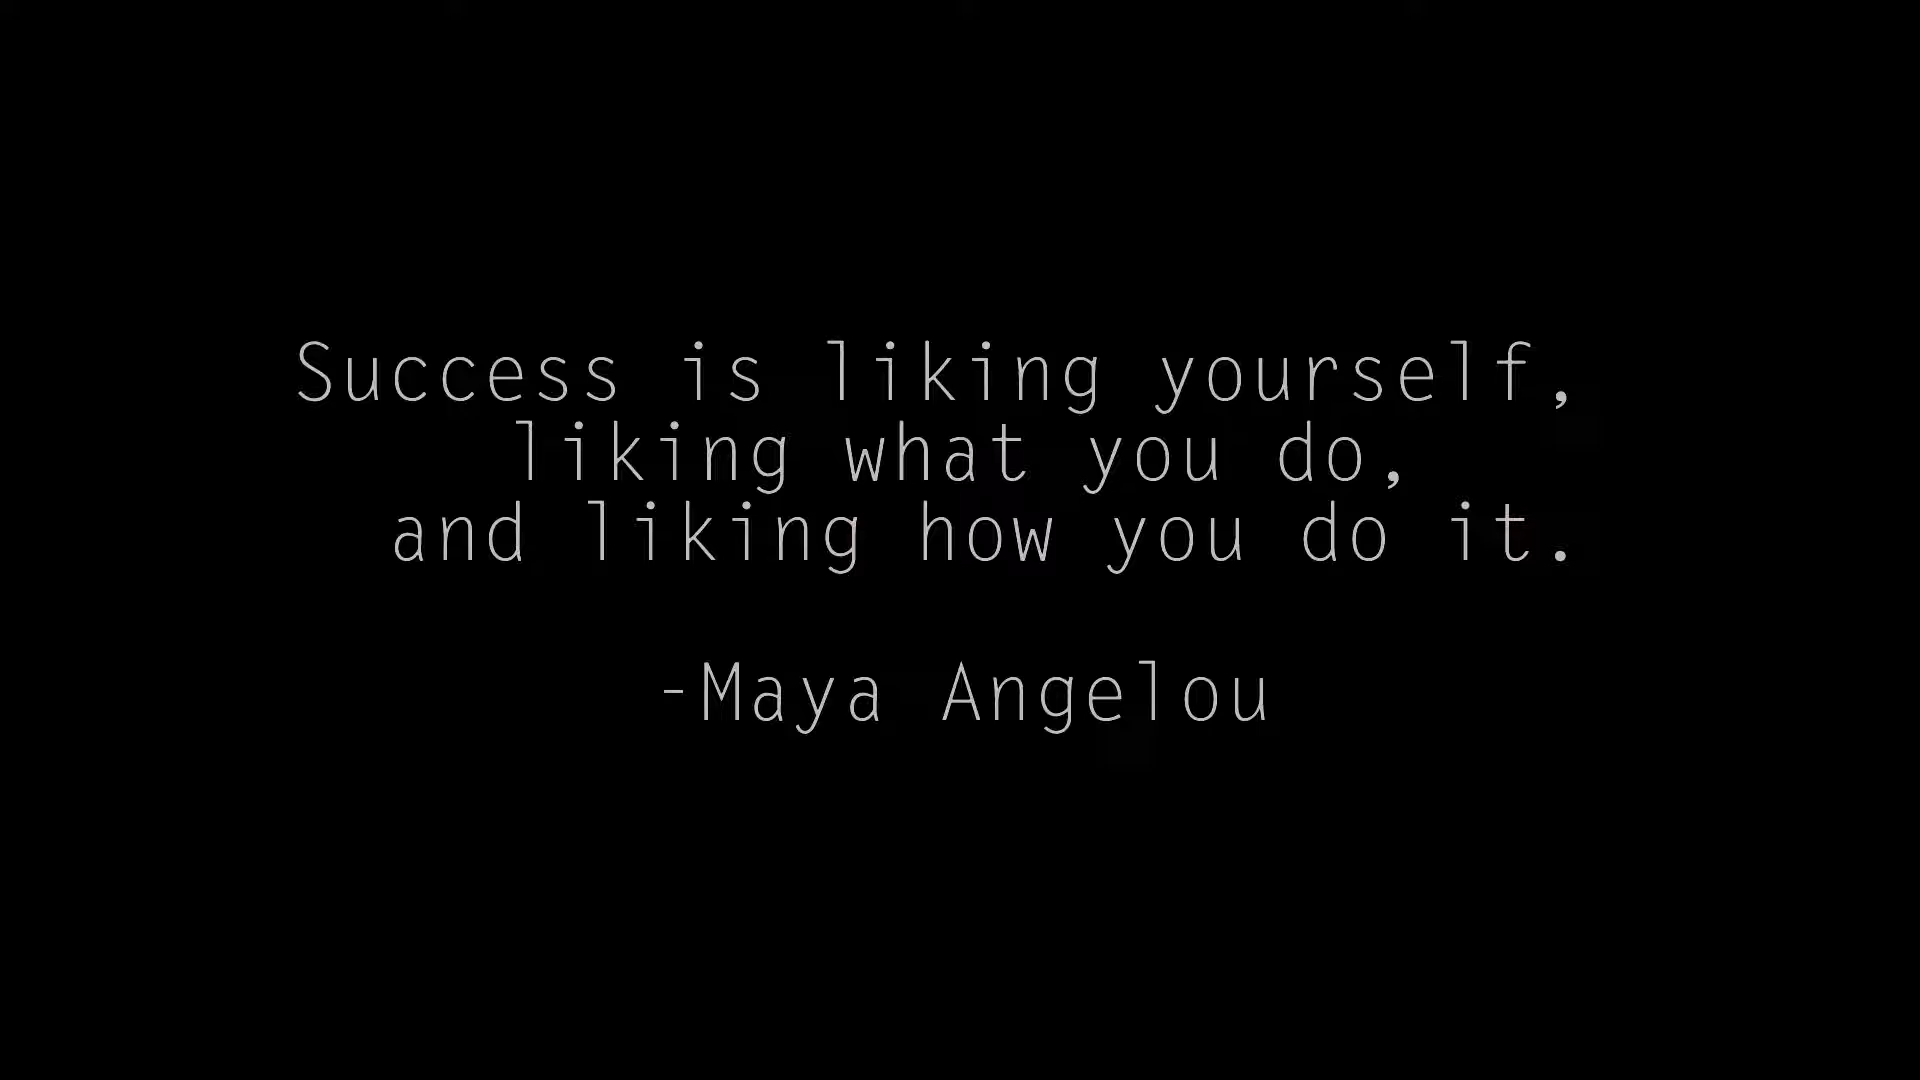 Success is liking yourself,
liking what you do,
and liking how you do it.
-Maya Angelou